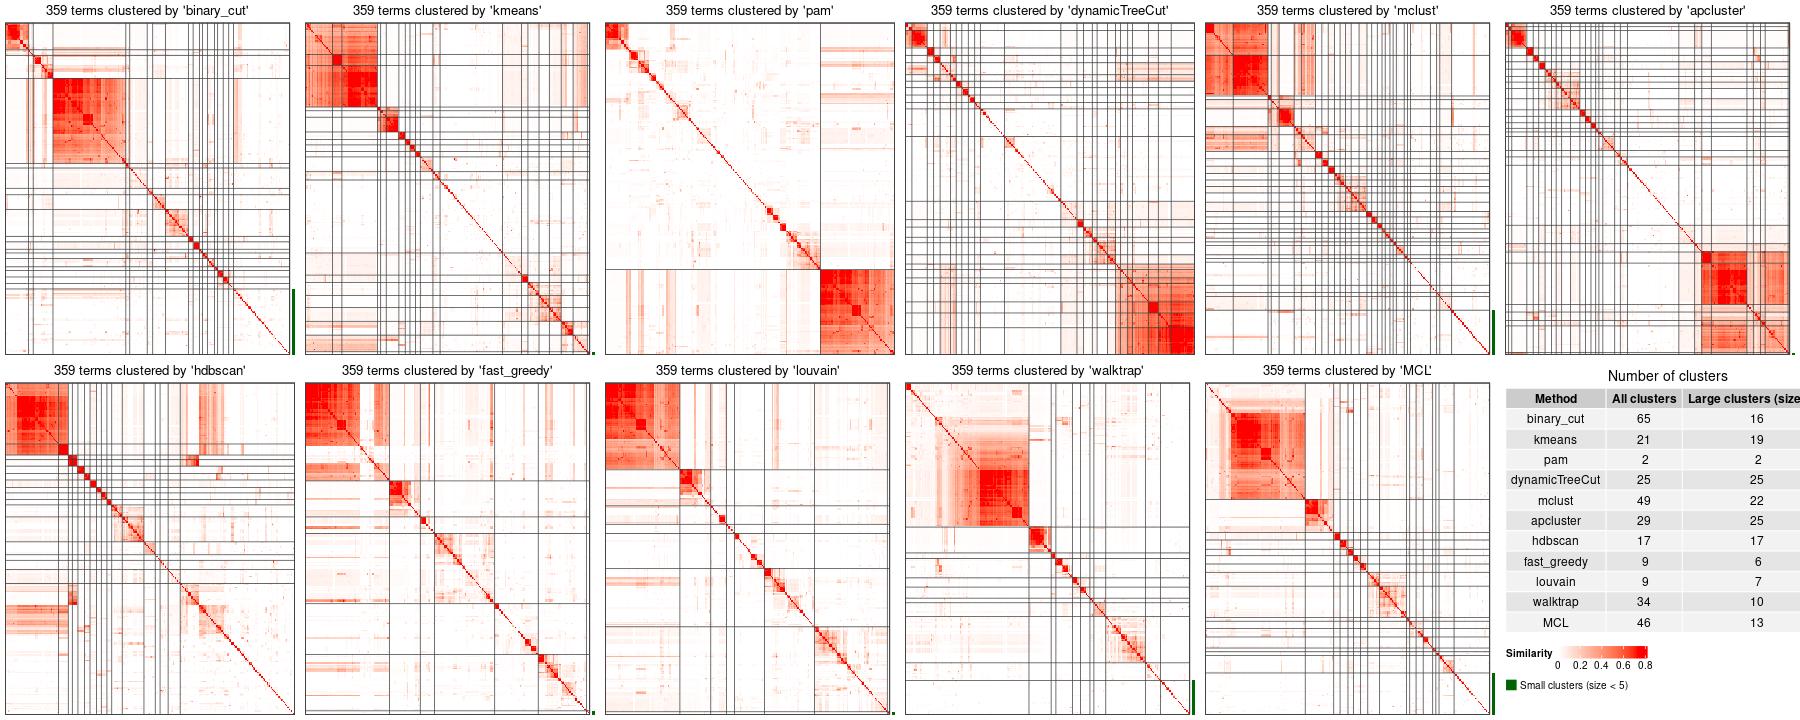 359 terms clustered by 'binary_cut'
359 terms clustered by 'kmeans'
359 terms clustered by 'pam'
359 terms clustered by 'dynamicTreeCut'
359 terms clustered by 'mclust'
359 terms clustered by 'apcluster'
359 terms clustered by 'hdbscan'
359 terms clustered by 'fast_greedy'
359 terms clustered by 'louvain'
359 terms clustered by 'walktrap'
359 terms clustered by 'MCL'
Number of clusters
Method All clusters Large clusters (size
binary_cut 65 16
kmeans 21 19
pam 2 2
dynamicTreeCut 25 25
mclust 49 22
apcluster 29 25
hdbscan 17 17
fast_greedy 9 6
louvain 9 7
walktrap 34 10
MCL 46 13
Similarity
0 0.2 0.4 0.6 0.8
Small clusters (size < 5)